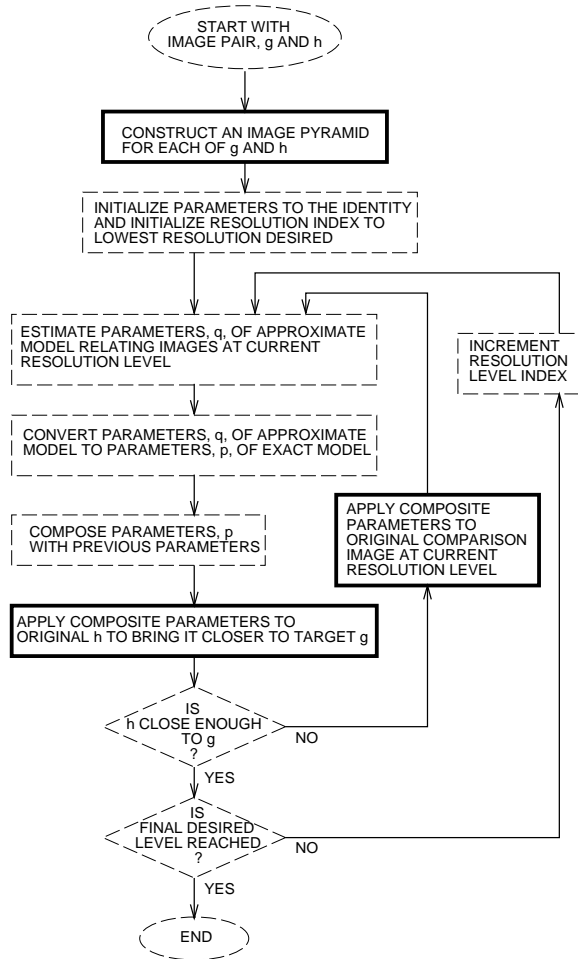 START WITH
IMAGE PAIR, g AND h
CONSTRUCT AN IMAGE PYRAMID
FOR EACH OF g AND h
INITIALIZE PARAMETERS TO THE IDENTITY
AND INITIALIZE RESOLUTION INDEX TO
LOWEST RESOLUTION DESIRED
ESTIMATE PARAMETERS, q, OF APPROXIMATE
MODEL RELATING IMAGES AT CURRENT
RESOLUTION LEVEL
INCREMENT
RESOLUTION
LEVEL INDEX
CONVERT PARAMETERS, q, OF APPROXIMATE
MODEL TO PARAMETERS, p, OF EXACT MODEL
APPLY COMPOSITE
PARAMETERS TO
ORIGINAL COMPARISON
IMAGE AT CURRENT
RESOLUTION LEVEL
COMPOSE PARAMETERS, p
WITH PREVIOUS PARAMETERS
APPLY COMPOSITE PARAMETERS TO
ORIGINAL h TO BRING IT CLOSER TO TARGET g
IS
h CLOSE ENOUGH
TO g
?
NO
YES
IS
FINAL DESIRED
LEVEL REACHED
?
NO
YES
END